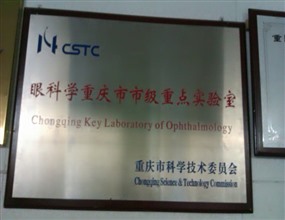 CSTC
眼科学重庆市市级重点实验室
Chongqing Key Laboratory of Ophthalmology
重庆市科学技术委员会
Chongqing Science & Technology Commission
重